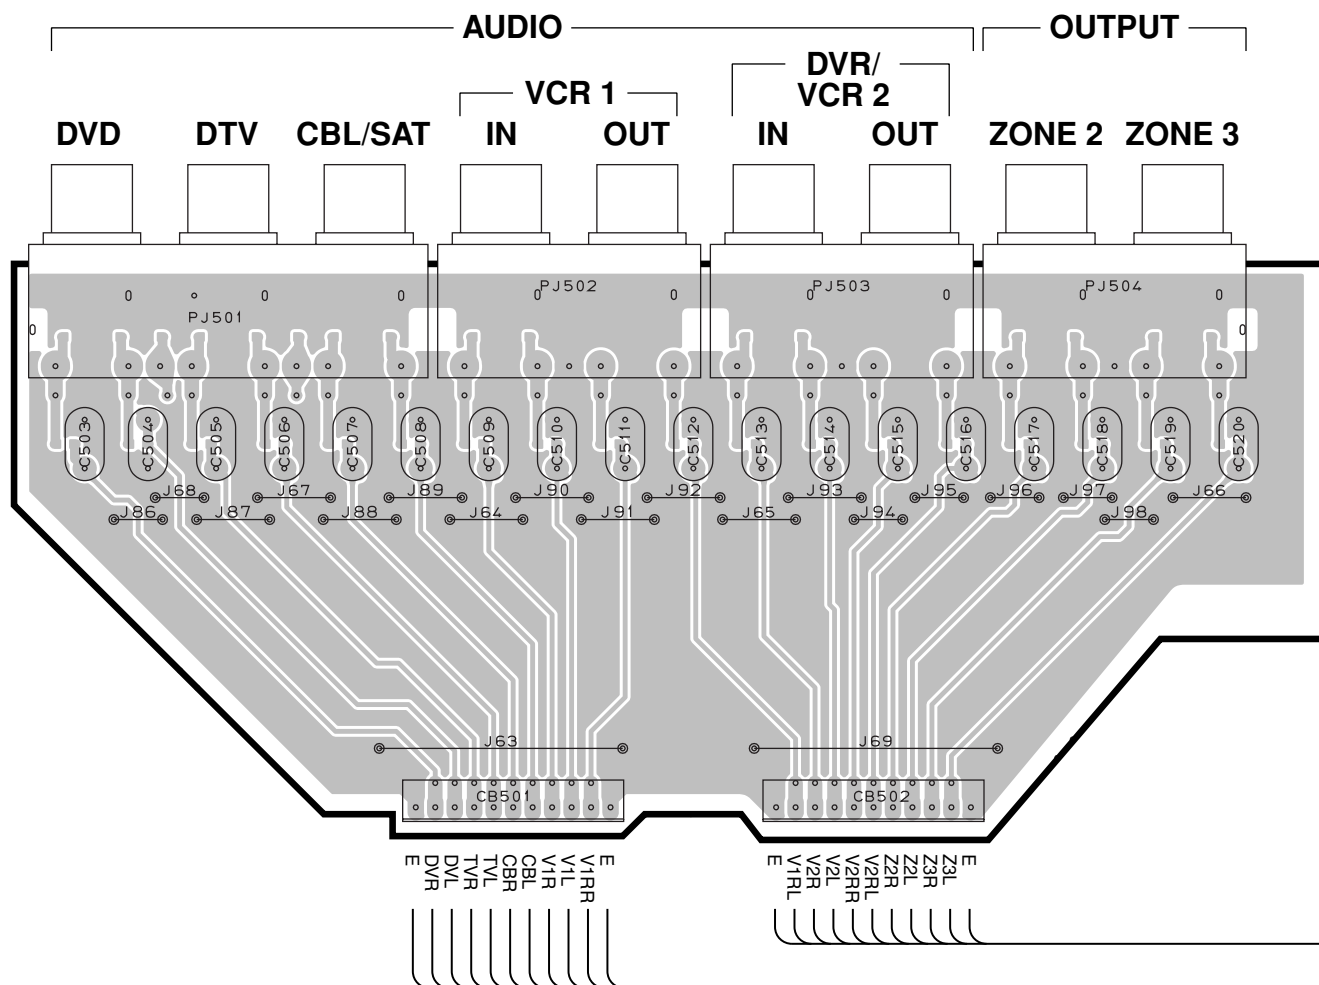 AUDIO OUTPUT
DVR/
VCR 1 VCR 2
DVD DTV CBL/SAT IN OUT IN OUT ZONE 2 ZONE 3
PJ501 PJ502 PJ503 PJ504
C503 C504 C505 C506 C507 C508 C509 C510 C511 C512 C513 C514 C515 C516 C517 C518 C519 C520
J68 J67 J89 J90 J92 J93 J95 J96 J97 J66
J86 J87 J88 J64 J91 J65 J94 J98
J63 J69
CB501 CB502
E DVR DVL TVR TVL CBR CBL V1R V1L V1RR E
E V1RL V2R V2L V2RR V2RL Z2R Z2L Z3R Z3L E